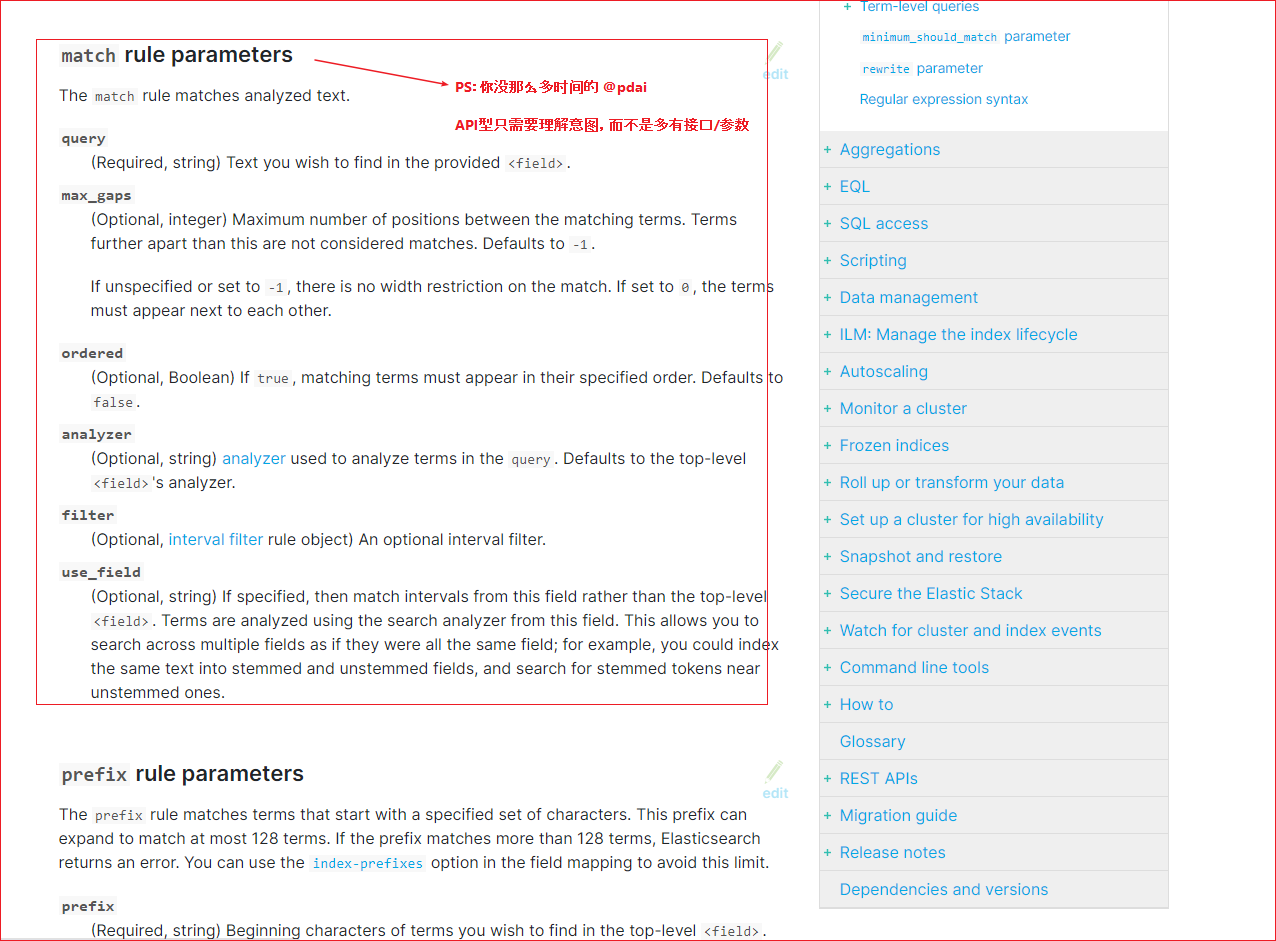 match rule parameters
edit
PS: 你没那么多时间的 @pdai
The match rule matches analyzed text.
API型只需要理解意图, 而不是多有接口/参数
query
(Required, string) Text you wish to find in the provided <field>.
max_gaps
(Optional, integer) Maximum number of positions between the matching terms. Terms
further apart than this are not considered matches. Defaults to -1.
If unspecified or set to -1, there is no width restriction on the match. If set to 0, the terms
must appear next to each other.
ordered
(Optional, Boolean) If true, matching terms must appear in their specified order. Defaults to
false.
analyzer
(Optional, string) analyzer used to analyze terms in the query. Defaults to the top-level
<field>'s analyzer.
filter
(Optional, interval filter rule object) An optional interval filter.
use_field
(Optional, string) If specified, then match intervals from this field rather than the top-level
<field>. Terms are analyzed using the search analyzer from this field. This allows you to
search across multiple fields as if they were all the same field; for example, you could index
the same text into stemmed and unstemmed fields, and search for stemmed tokens near
unstemmed ones.
prefix rule parameters
edit
The prefix rule matches terms that start with a specified set of characters. This prefix can
expand to match at most 128 terms. If the prefix matches more than 128 terms, Elasticsearch
returns an error. You can use the index-prefixes option in the field mapping to avoid this limit.
prefix
(Required, string) Beginning characters of terms you wish to find in the top-level <field>.
+ Term-level queries
minimum_should_match parameter
rewrite parameter
Regular expression syntax
+ Aggregations
+ EQL
+ SQL access
+ Scripting
+ Data management
+ ILM: Manage the index lifecycle
+ Autoscaling
+ Monitor a cluster
+ Frozen indices
+ Roll up or transform your data
+ Set up a cluster for high availability
+ Snapshot and restore
+ Secure the Elastic Stack
+ Watch for cluster and index events
+ Command line tools
+ How to
Glossary
+ REST APIs
+ Migration guide
+ Release notes
Dependencies and versions